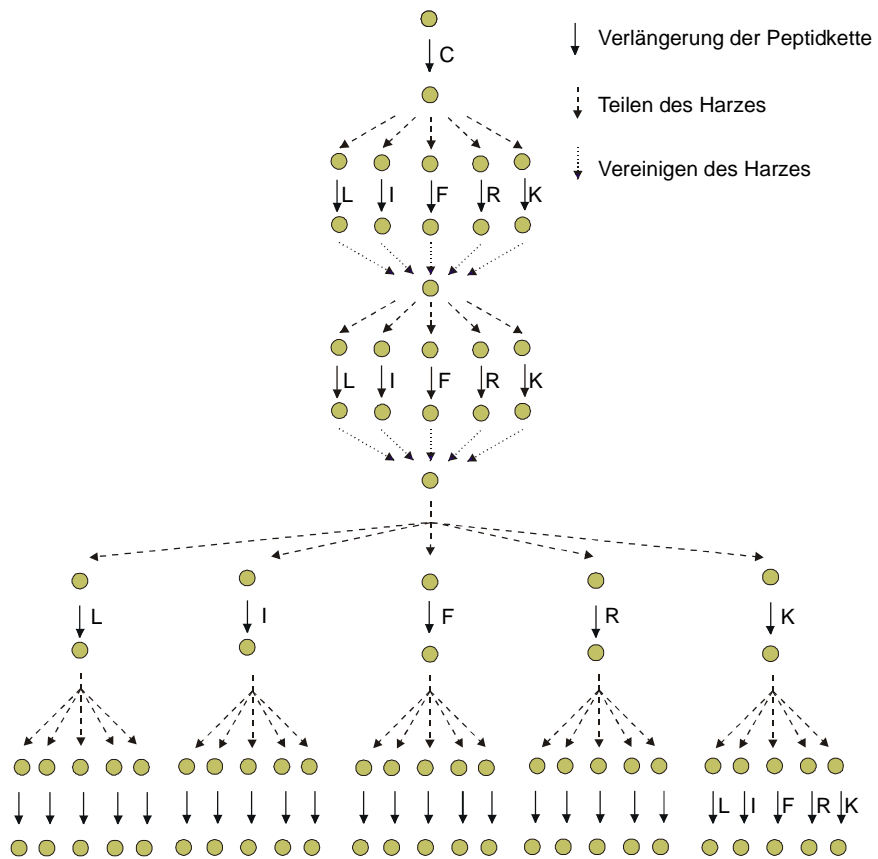 Verlängerung der Peptidkette
C
Teilen des Harzes
Vereinigen des Harzes
L I F R K
L I F R K
L I F R K
L I F R K